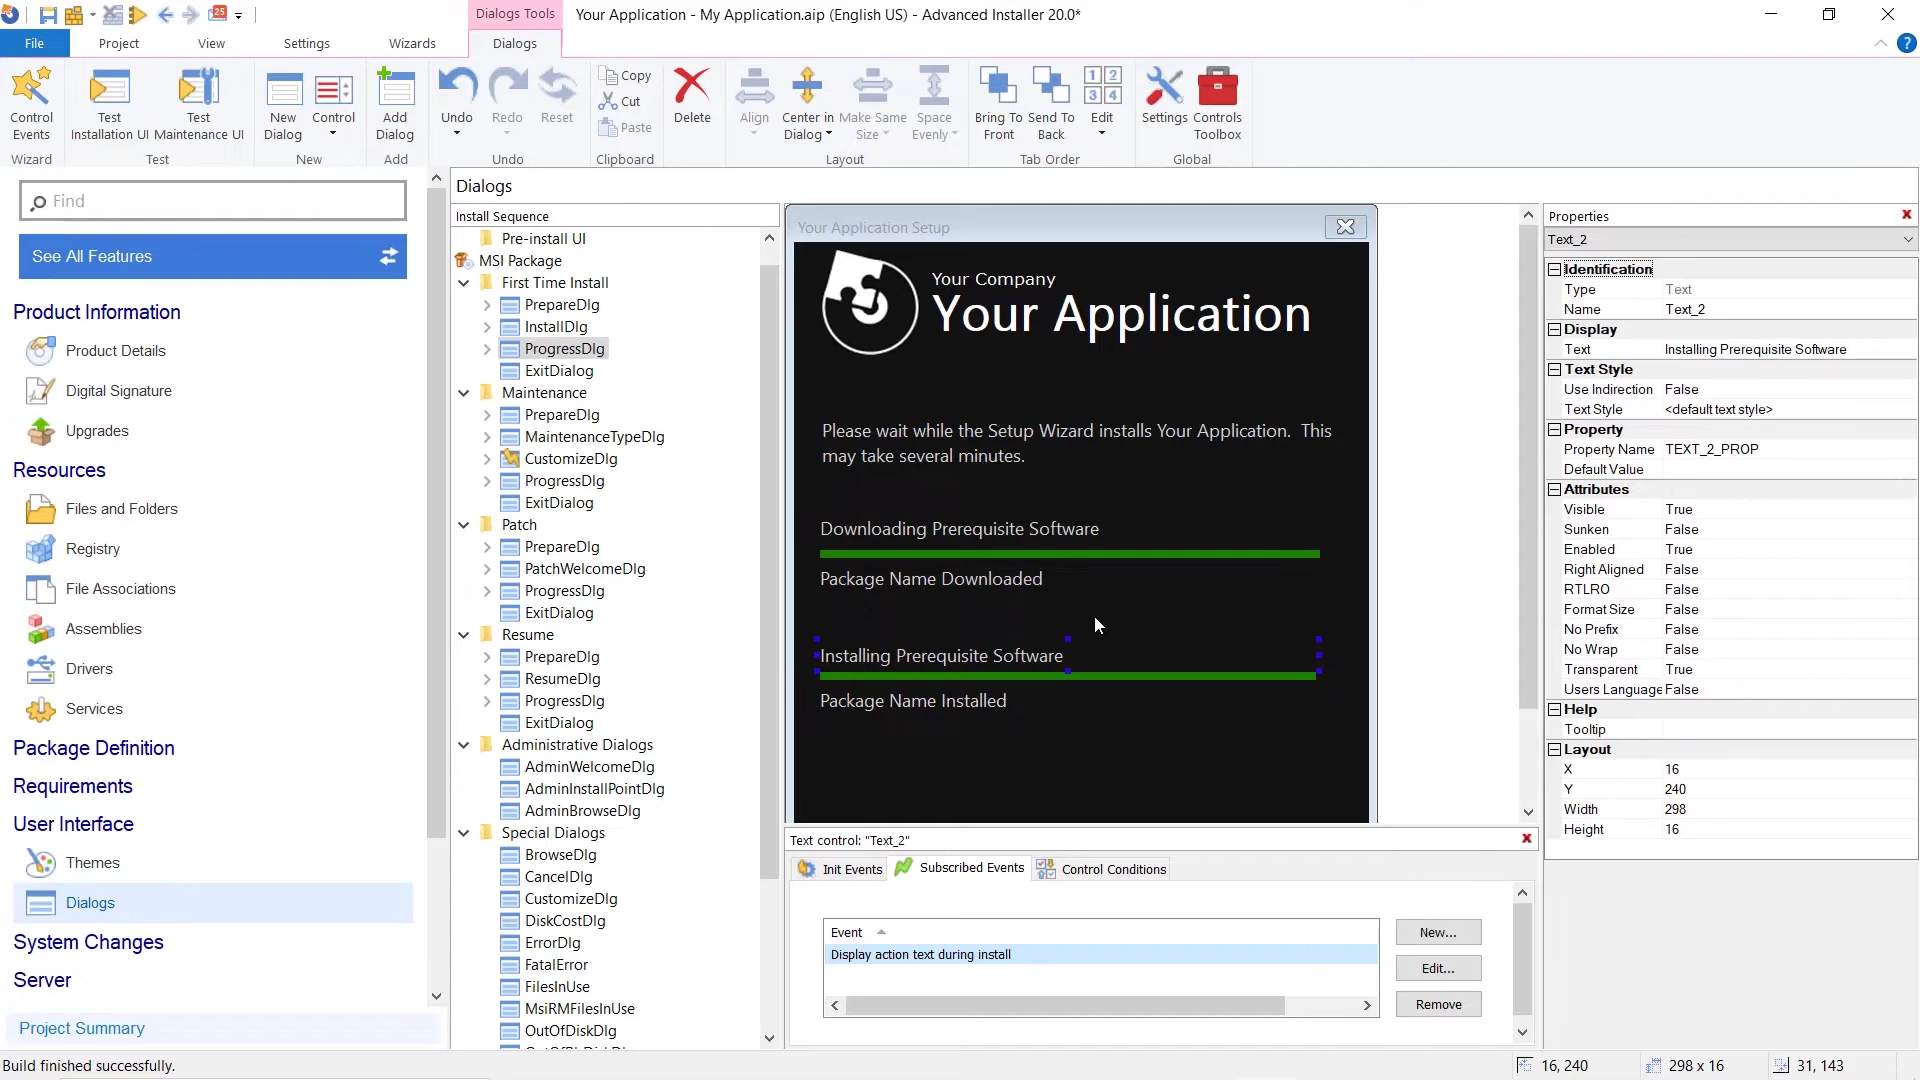 Dialogs Tools
Your Application - My Application.aip (English US) - Advanced Installer 20.0*
25
File
Project
View
Settings
Wizards
Dialogs
Control Events
Test Installation UI
Test Maintenance UI
New Dialog
Control
Add Dialog
Undo
Redo
Reset
Copy
Cut
Paste
Delete
Align
Center in Dialog
Make Same Size
Space Evenly
Bring To Front
Send To Back
1 2
3 4
Edit
Settings
Controls Toolbox
Wizard
Test
New
Add
Undo
Clipboard
Layout
Tab Order
Global
Find
See All Features
Product Information
Product Details
Digital Signature
Upgrades
Resources
Files and Folders
Registry
File Associations
Assemblies
Drivers
Services
Package Definition
Requirements
User Interface
Themes
Dialogs
System Changes
Server
Project Summary
Build finished successfully.
Dialogs
Install Sequence
Pre-install UI
MSI Package
First Time Install
PrepareDlg
InstallDlg
ProgressDlg
ExitDialog
Maintenance
PrepareDlg
MaintenanceTypeDlg
CustomizeDlg
ProgressDlg
ExitDialog
Patch
PrepareDlg
PatchWelcomeDlg
ProgressDlg
ExitDialog
Resume
PrepareDlg
ResumeDlg
ProgressDlg
ExitDialog
Administrative Dialogs
AdminWelcomeDlg
AdminInstallPointDlg
AdminBrowseDlg
Special Dialogs
BrowseDlg
CancelDlg
CustomizeDlg
DiskCostDlg
ErrorDlg
FatalError
FilesInUse
MsiRMFilesInUse
OutOfDiskDlg
Your Application Setup
Your Company
Your Application
Please wait while the Setup Wizard installs Your Application. This
may take several minutes.
Downloading Prerequisite Software
Package Name Downloaded
Installing Prerequisite Software
Package Name Installed
Text control: "Text_2"
Init Events
Subscribed Events
Control Conditions
Event
Display action text during install
New...
Edit...
Remove
Properties
Text_2
Identification
Type Text
Name Text_2
Display
Text Installing Prerequisite Software
Text Style
Use Indirection False
Text Style <default text style>
Property
Property Name TEXT_2_PROP
Default Value
Attributes
Visible True
Sunken False
Enabled True
Right Aligned False
RTLRO False
Format Size False
No Prefix False
No Wrap False
Transparent True
Users Language False
Help
Tooltip
Layout
X 16
Y 240
Width 298
Height 16
16, 240
298 x 16
31, 143